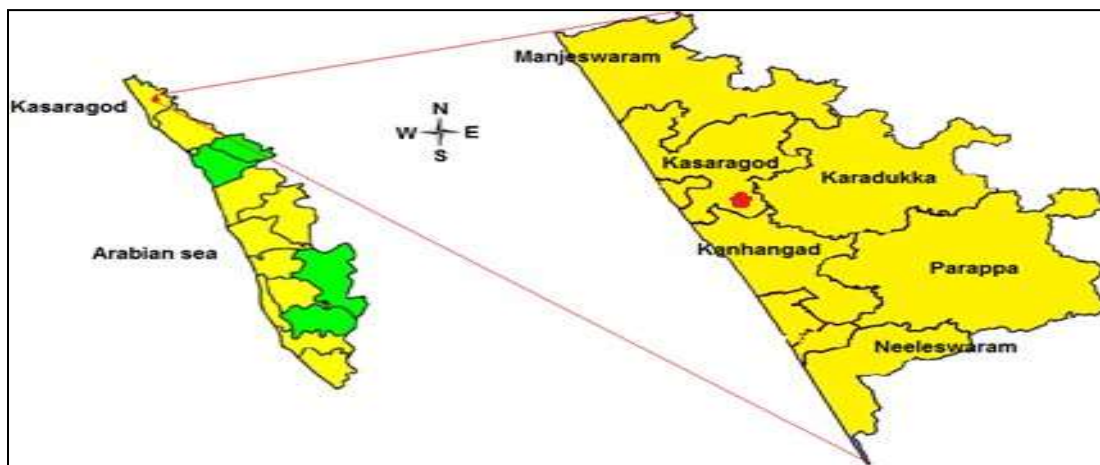 Manjeswaram
Kasaragod
N
W E
S
Kasaragod
Karadukka
Arabian sea
Kanhangad
Parappa
Neeleswaram